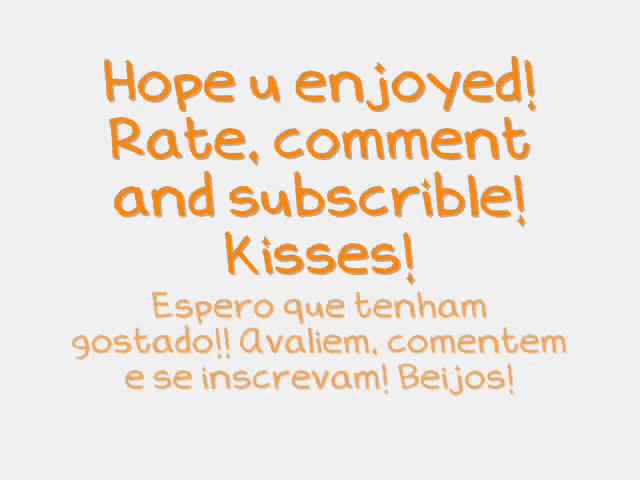 Hope u enjoyed!
Rate, comment
and subscrible!
Kisses!
Espero que tenham
gostado!! Avaliem, comentem
e se inscrevam! Beijos!